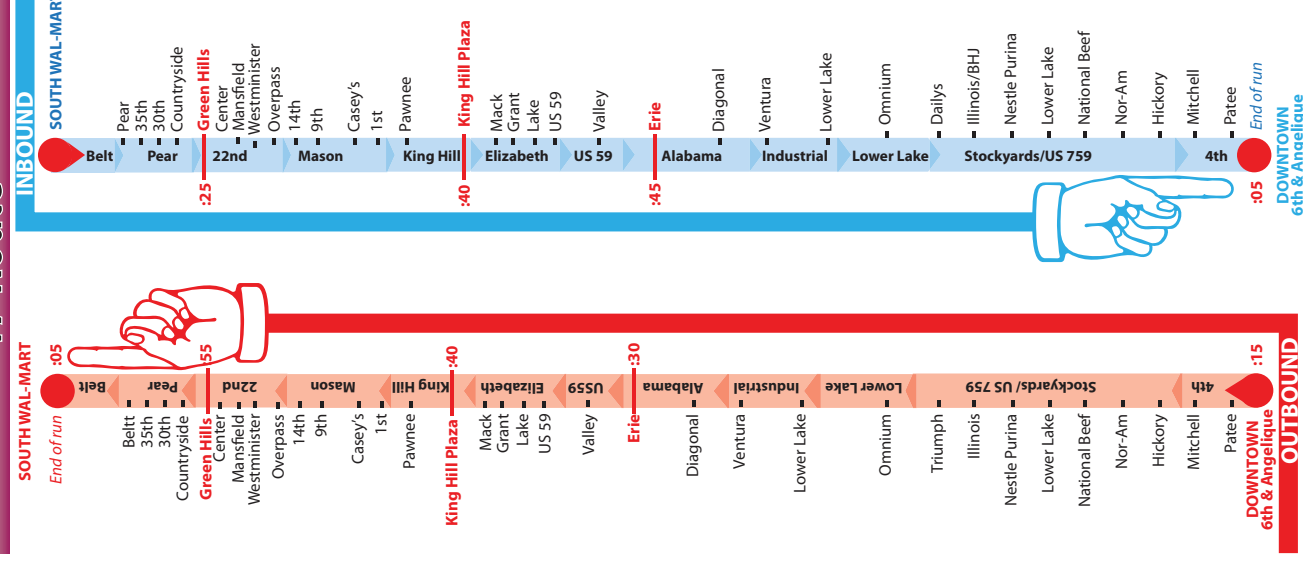 INBOUND
SOUTH WAL-MART
Pear
35th
30th
Countryside
Green Hills
Center
Mansfield
Westminister
Overpass
14th
9th
Casey's
1st
Pawnee
King Hill Plaza
Mack
Grant
Lake
US 59
Valley
Erie
Diagonal
Ventura
Lower Lake
Omnium
Dailys
Illinois/BHJ
Nestle Purina
Lower Lake
National Beef
Nor-Am
Hickory
Mitchell
Patee
End of run
Belt
Pear
22nd
Mason
King Hill
Elizabeth
US 59
Alabama
Industrial
Lower Lake
Stockyards/US 759
4th
:25
:40
:45
:05
DOWNTOWN
6th & Angelique
SOUTH WAL-MART
:05
:55
:40
:30
:15
Belt
Pear
22nd
Mason
King Hill
Elizabeth
US59
Alabama
Industrial
Lower Lake
Stockyards/ US 759
4th
End of run
Beltt
35th
30th
Countryside
Green Hills
Center
Mansfield
Westminister
Overpass
14th
9th
Casey's
1st
Pawnee
King Hill Plaza
Mack
Grant
Lake
US 59
Valley
Erie
Diagonal
Ventura
Lower Lake
Omnium
Triumph
Illinois
Nestle Purina
Lower Lake
National Beef
Nor-Am
Hickory
Mitchell
Patee
DOWNTOWN
6th & Angelique
OUTBOUND